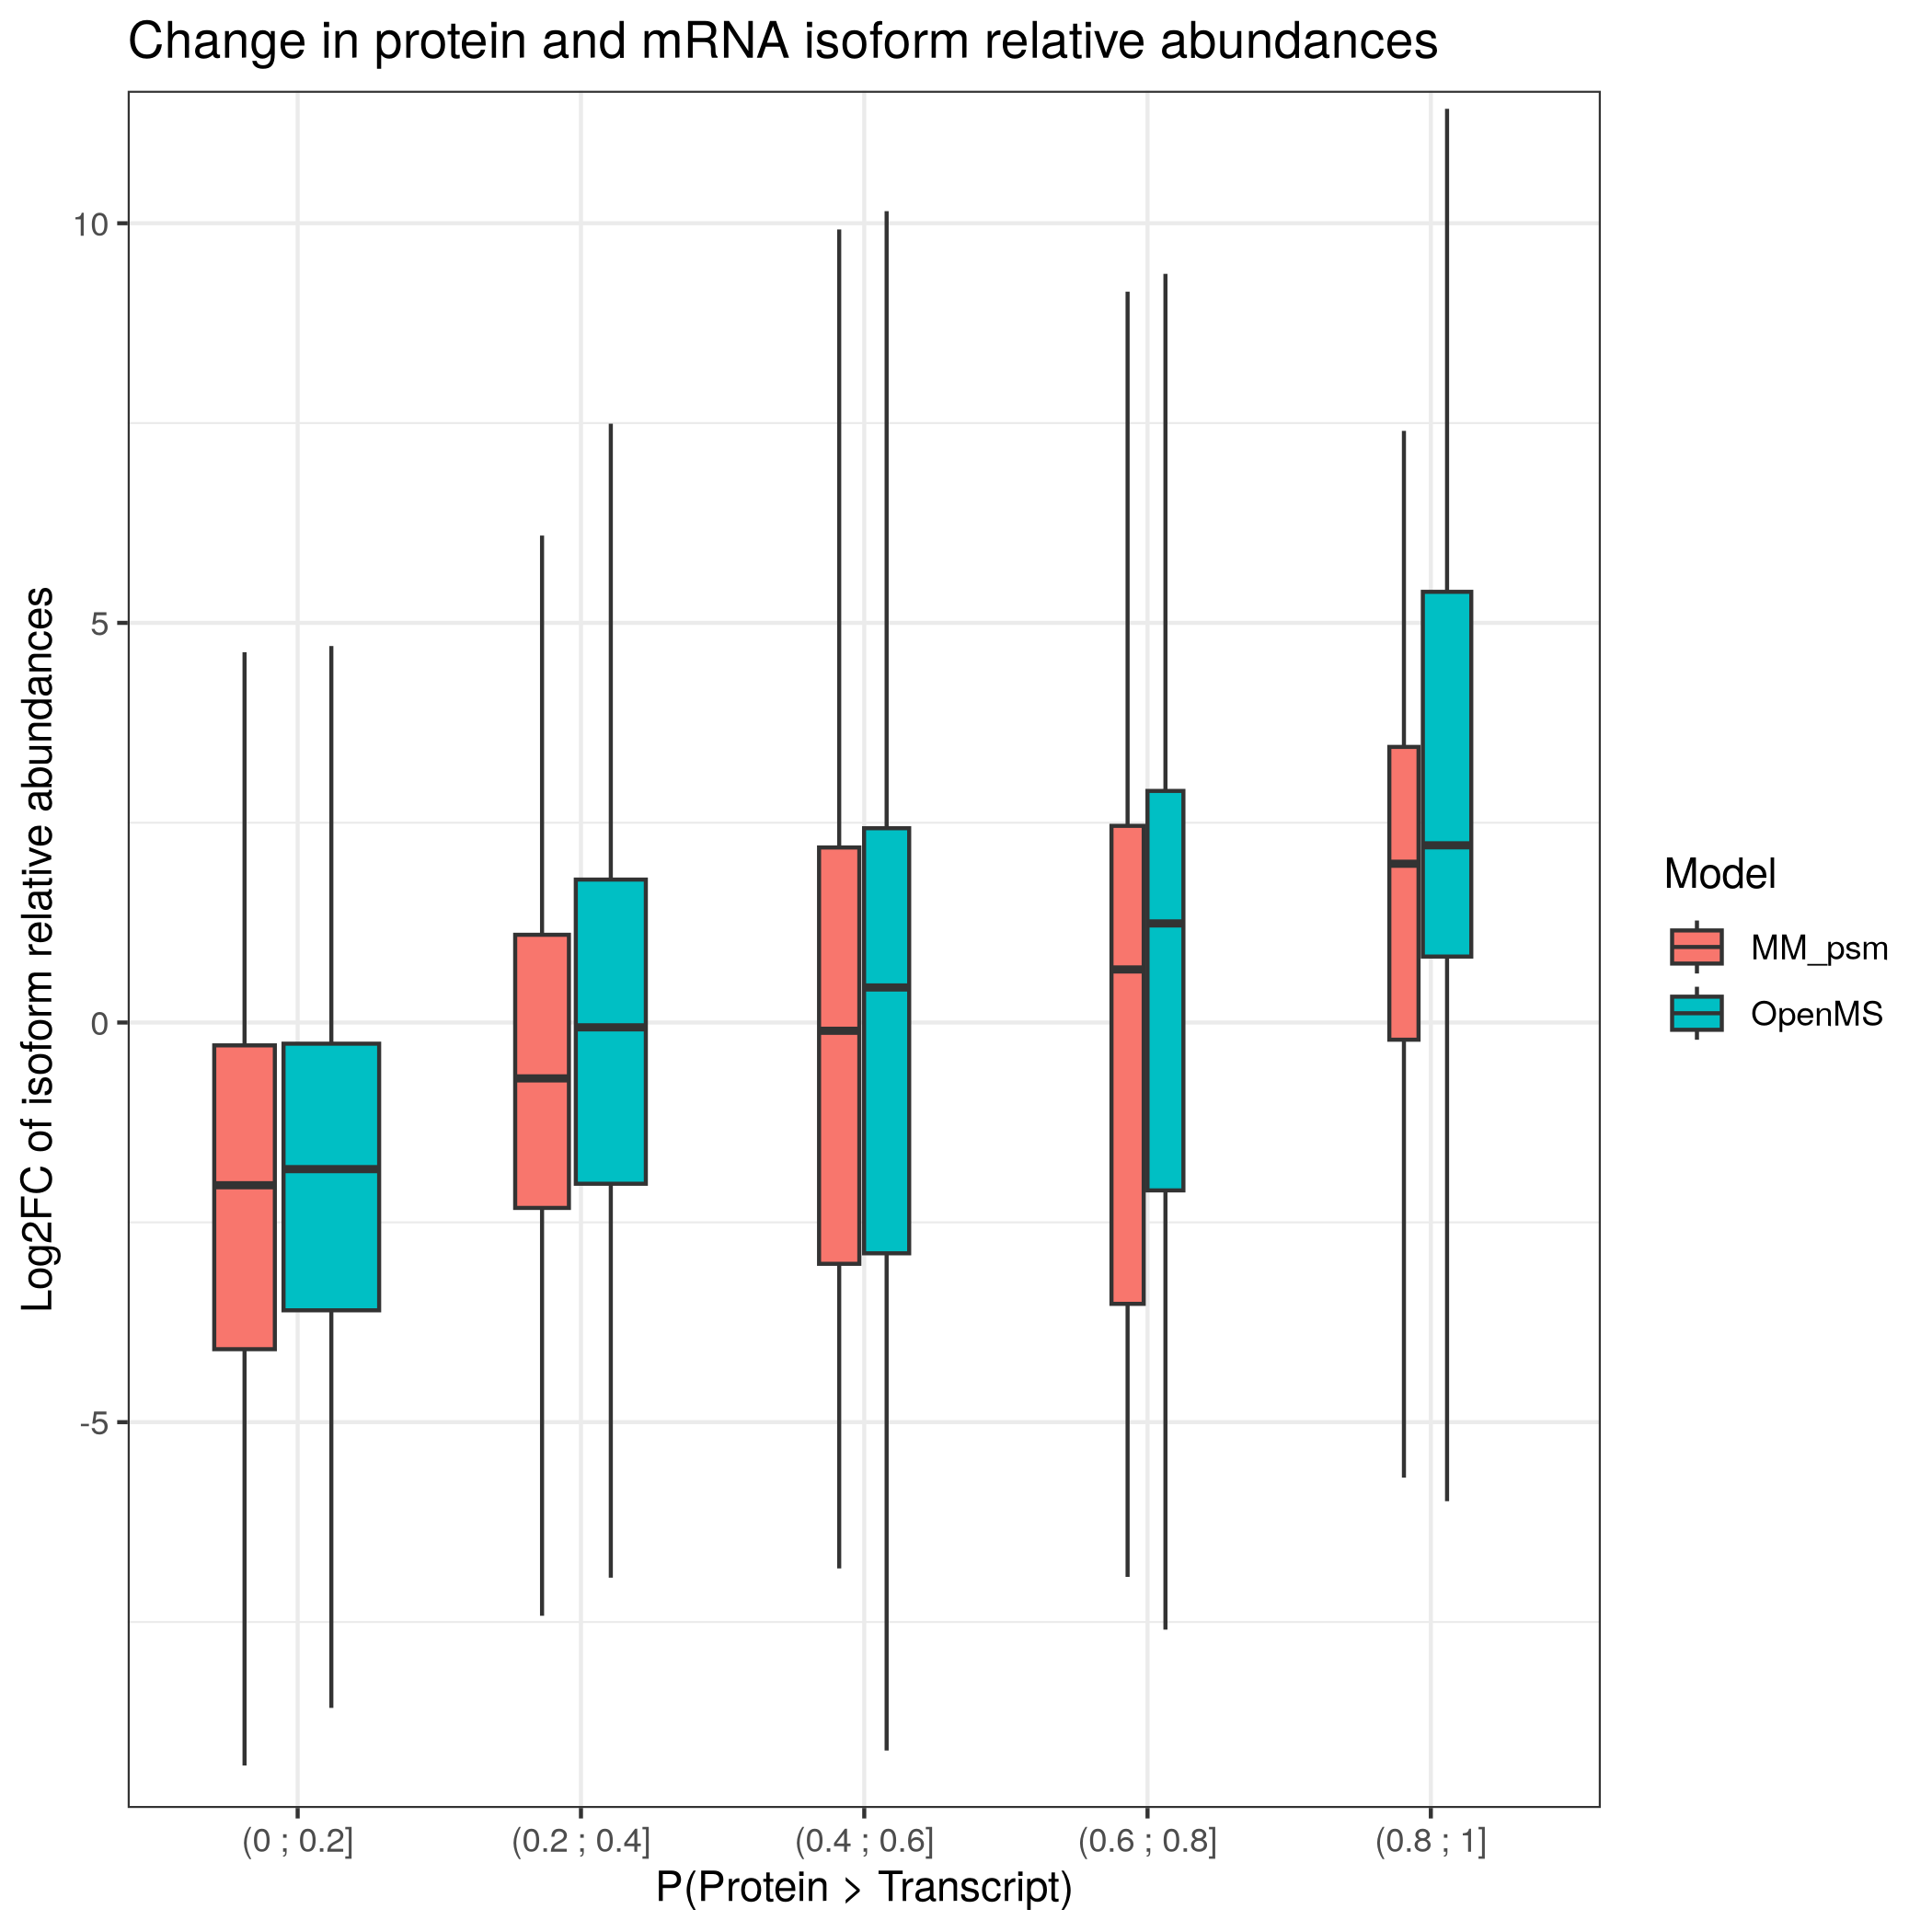 Change in protein and mRNA isoform relative abundances
Log2FC of isoform relative abundances
10
5
0
-5
(0 ; 0.2]
(0.2 ; 0.4]
(0.4 ; 0.6]
(0.6 ; 0.8]
(0.8 ; 1]
P(Protein > Transcript)
Model
MM_psm
OpenMS